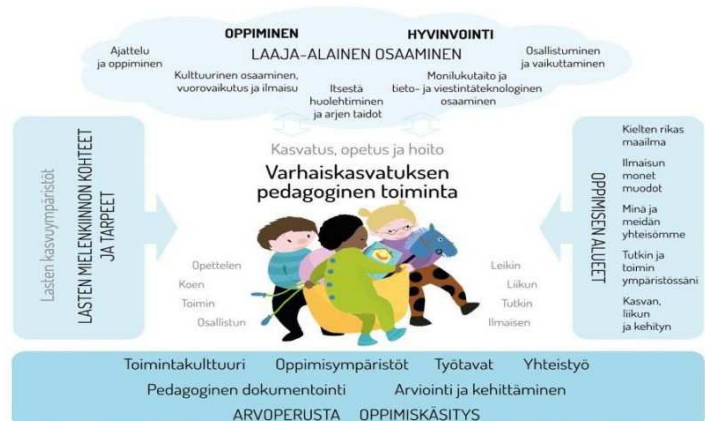 OPPIMINEN HYVINVOINTI
LAAJA-ALAINEN OSAAMINEN
Ajattelu
ja oppiminen
Kulttuurinen osaaminen,
vuorovaikutus ja ilmaisu
Itsestä
huolehtiminen
ja arjen taidot
Monilukutaito ja
tieto- ja viestintäteknologinen
osaaminen
Osallistuminen
ja vaikuttaminen
Lasten kasvuympäristöt
LASTEN MIELENKIINNON KOHTEET
JA TARPEET
Kasvatus, opetus ja hoito
Varhaiskasvatuksen
pedagoginen toiminta
Opettelen
Koen
Toimin
Osallistun
Leikin
Liikun
Tutkin
Ilmaisen
OPPIMISEN ALUEET
Kielten rikas
maailma
Ilmaisun
monet
muodot
Minä ja
meidän
yhteisömme
Tutkin ja
toimin
ympäristössäni
Kasvan,
liikun
ja kehityn
Toimintakulttuuri Oppimisympäristöt Työtavat Yhteistyö
Pedagoginen dokumentointi Arviointi ja kehittäminen
ARVOPERUSTA OPPIMISKÄSITYS